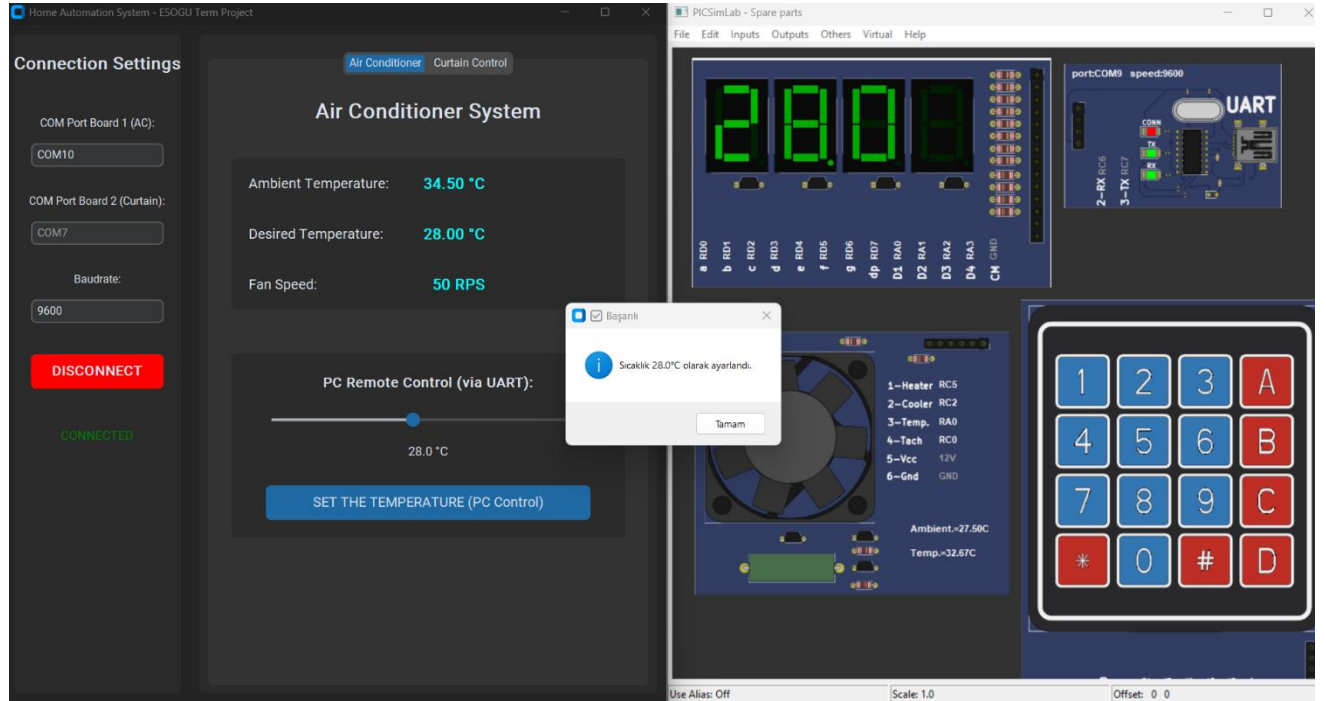 Home Automation System - ESOGU Term Project
Connection Settings
COM Port Board 1 (AC):
COM10
COM Port Board 2 (Curtain):
COM7
Baudrate:
9600
DISCONNECT
CONNECTED
Air Conditioner Curtain Control
Air Conditioner System
Ambient Temperature: 34.50 °C
Desired Temperature: 28.00 °C
Fan Speed: 50 RPS
PC Remote Control (via UART):
28.0 °C
SET THE TEMPERATURE (PC Control)
Başarılı
Sıcaklık 28.0°C olarak ayarlandı.
Tamam
PICSimLab - Spare parts
File Edit Inputs Outputs Others Virtual Help
28.0
a RD0
b RD1
c RD2
d RD3
e RD4
f RD5
g RD6
dp RD7
D1 RA0
D2 RA1
D3 RA2
D4 RA3
CM GND
port:COM9 speed:9600
UART
CONN
TX
RX
2-RX RC6
3-TX RC7
1-Heater RC5
2-Cooler RC2
3-Temp. RA0
4-Tach RC0
5-Vcc 12V
6-Gnd GND
Ambient.=27.50C
Temp.=32.67C
1 2 3 A
4 5 6 B
7 8 9 C
* 0 # D
Use Alias: Off Scale: 1.0 Offset: 0 0